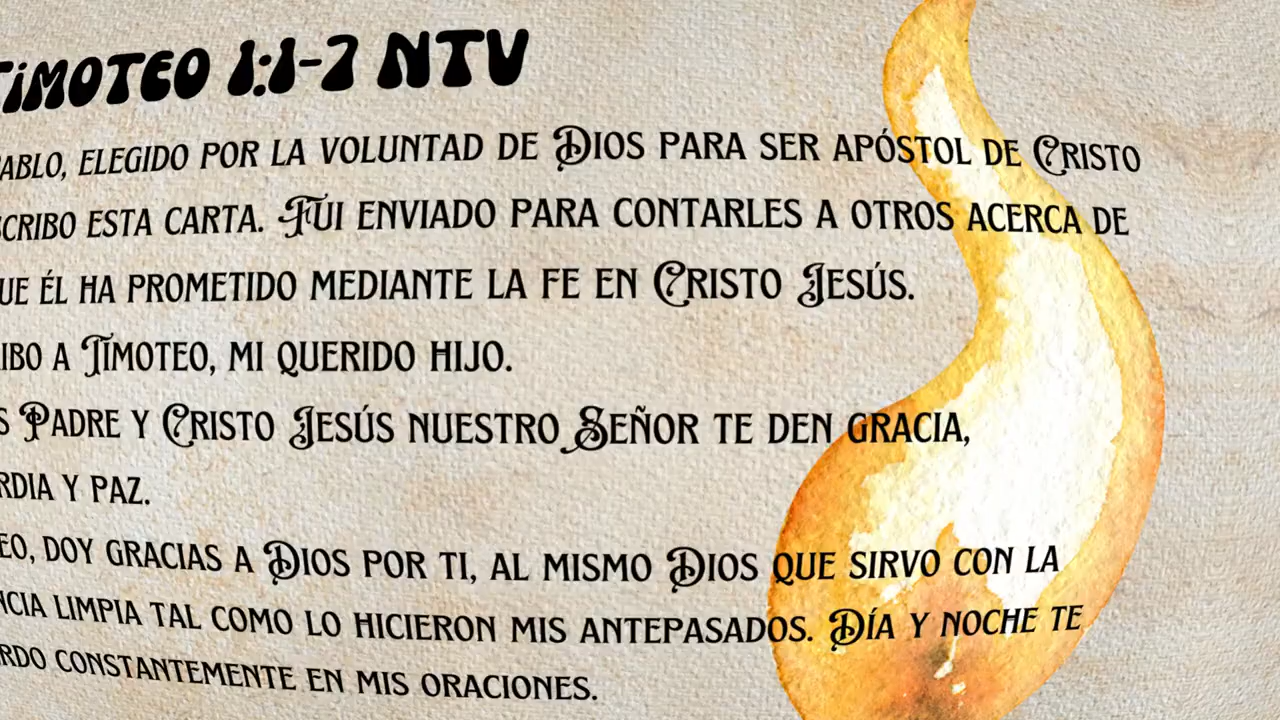 TIMOTEO 1:1-7 NTV
ABLO, ELEGIDO POR LA VOLUNTAD DE DIOS PARA SER APÓSTOL DE CRISTO
CRIBO ESTA CARTA. FUI ENVIADO PARA CONTARLES A OTROS ACERCA DE
UE ÉL HA PROMETIDO MEDIANTE LA FE EN CRISTO JESÚS.
IBO A TIMOTEO, MI QUERIDO HIJO.
S PADRE Y CRISTO JESÚS NUESTRO SEÑOR TE DEN GRACIA,
RDIA Y PAZ.
EO, DOY GRACIAS A DIOS POR TI, AL MISMO DIOS QUE SIRVO CON LA
NCIA LIMPIA TAL COMO LO HICIERON MIS ANTEPASADOS. DÍA Y NOCHE TE
RDO CONSTANTEMENTE EN MIS ORACIONES.